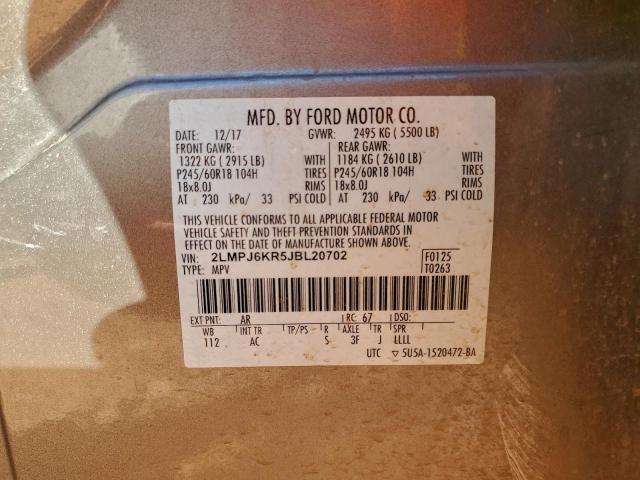 MFD. BY FORD MOTOR CO.
DATE: 12/17 GVWR: 2495 KG ( 5500 LB)
FRONT GAWR: REAR GAWR:
1322 KG ( 2915 LB) WITH 1184 KG ( 2610 LB) WITH
P245/60R18 104H TIRES P245/60R18 104H TIRES
18x8.0J RIMS 18x8.0J RIMS
AT 230 kPa/ 33 PSI COLD AT 230 kPa/ 33 PSI COLD
THIS VEHICLE CONFORMS TO ALL APPLICABLE FEDERAL MOTOR
VEHICLE SAFETY AND THEFT PREVENTION STANDARDS IN
EFFECT ON THE DATE OF MANUFACTURE SHOWN ABOVE.
VIN: 2LMPJ6KR5JBL20702 F0125
TYPE: MPV T0263
EXT PNT: AR RC: 67 DSO:
WB INT TR TP/PS R AXLE TR SPR
112 AC S 3F J LLLL
UTC ▽ 5U5A-1520472-BA